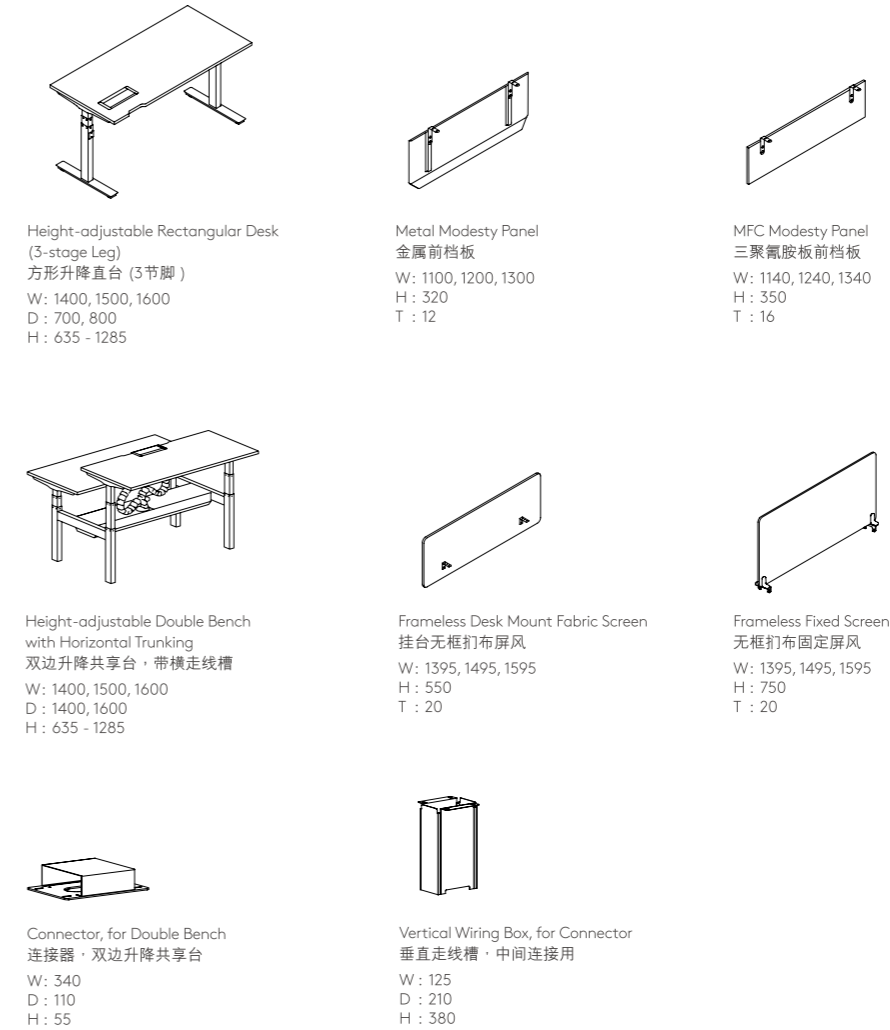 Height-adjustable Rectangular Desk
(3-stage Leg)
方形升降直台 (3节脚 )
W: 1400, 1500, 1600
D : 700, 800
H : 635 - 1285
Metal Modesty Panel
金属前档板
W: 1100, 1200, 1300
H : 320
T : 12
MFC Modesty Panel
三聚氰胺板前档板
W: 1140, 1240, 1340
H : 350
T : 16
Height-adjustable Double Bench
with Horizontal Trunking
双边升降共享台，带横走线槽
W: 1400, 1500, 1600
D : 1400, 1600
H : 635 - 1285
Frameless Desk Mount Fabric Screen
挂台无框扪布屏风
W: 1395, 1495, 1595
H : 550
T : 20
Frameless Fixed Screen
无框扪布固定屏风
W: 1395, 1495, 1595
H : 750
T : 20
Connector, for Double Bench
连接器，双边升降共享台
W: 340
D : 110
H : 55
Vertical Wiring Box, for Connector
垂直走线槽，中间连接用
W : 125
D : 210
H : 380